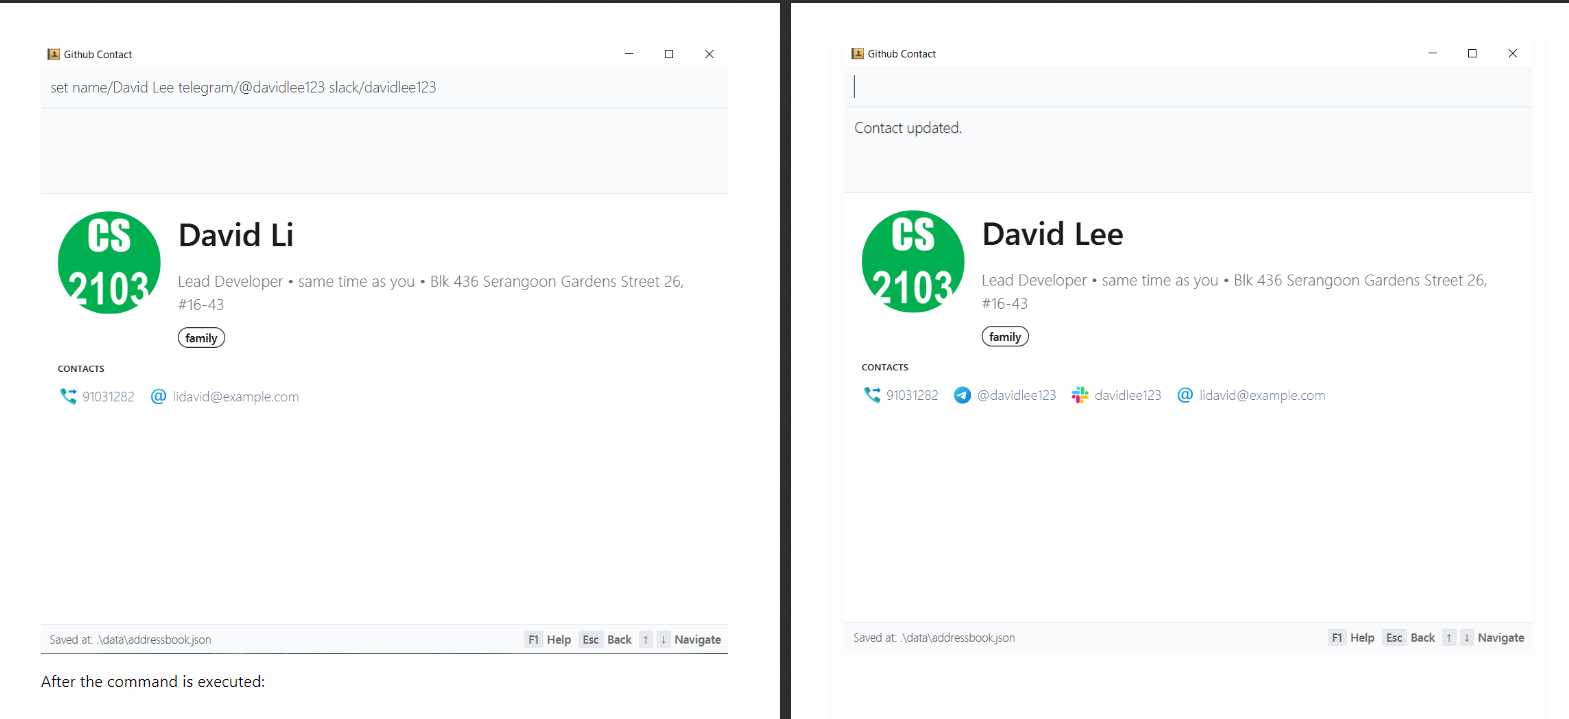 Github Contact
set name/David Lee telegram/@davidlee123 slack/davidlee123
CS
2103
David Li
Lead Developer • same time as you • Blk 436 Serangoon Gardens Street 26,
#16-43
family
CONTACTS
91031282 lidavid@example.com
Saved at: .\data\addressbook.json
F1 Help Esc Back ↑ ↓ Navigate
After the command is executed:
Github Contact
Contact updated.
CS
2103
David Lee
Lead Developer • same time as you • Blk 436 Serangoon Gardens Street 26,
#16-43
family
CONTACTS
91031282 @davidlee123 davidlee123 lidavid@example.com
Saved at: .\data\addressbook.json
F1 Help Esc Back ↑ ↓ Navigate